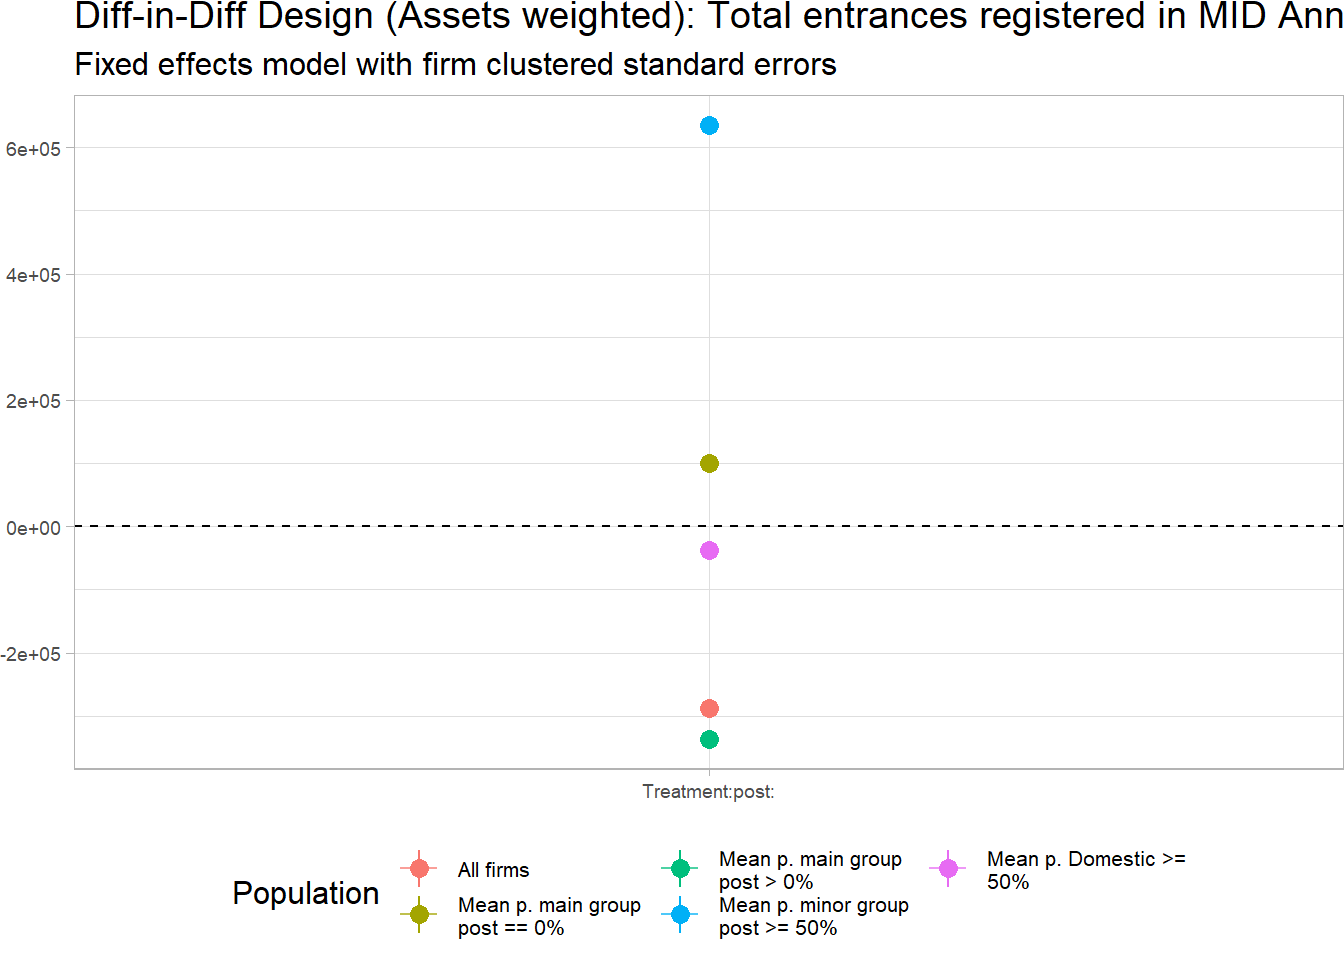 Diff-in-Diff Design (Assets weighted): Total entrances registered in MID Ann
Fixed effects model with firm clustered standard errors
6e+05
4e+05
2e+05
0e+00
-2e+05
Treatment:post:
Population
All firms
Mean p. main group
post == 0%
Mean p. main group
post > 0%
Mean p. minor group
post >= 50%
Mean p. Domestic >=
50%